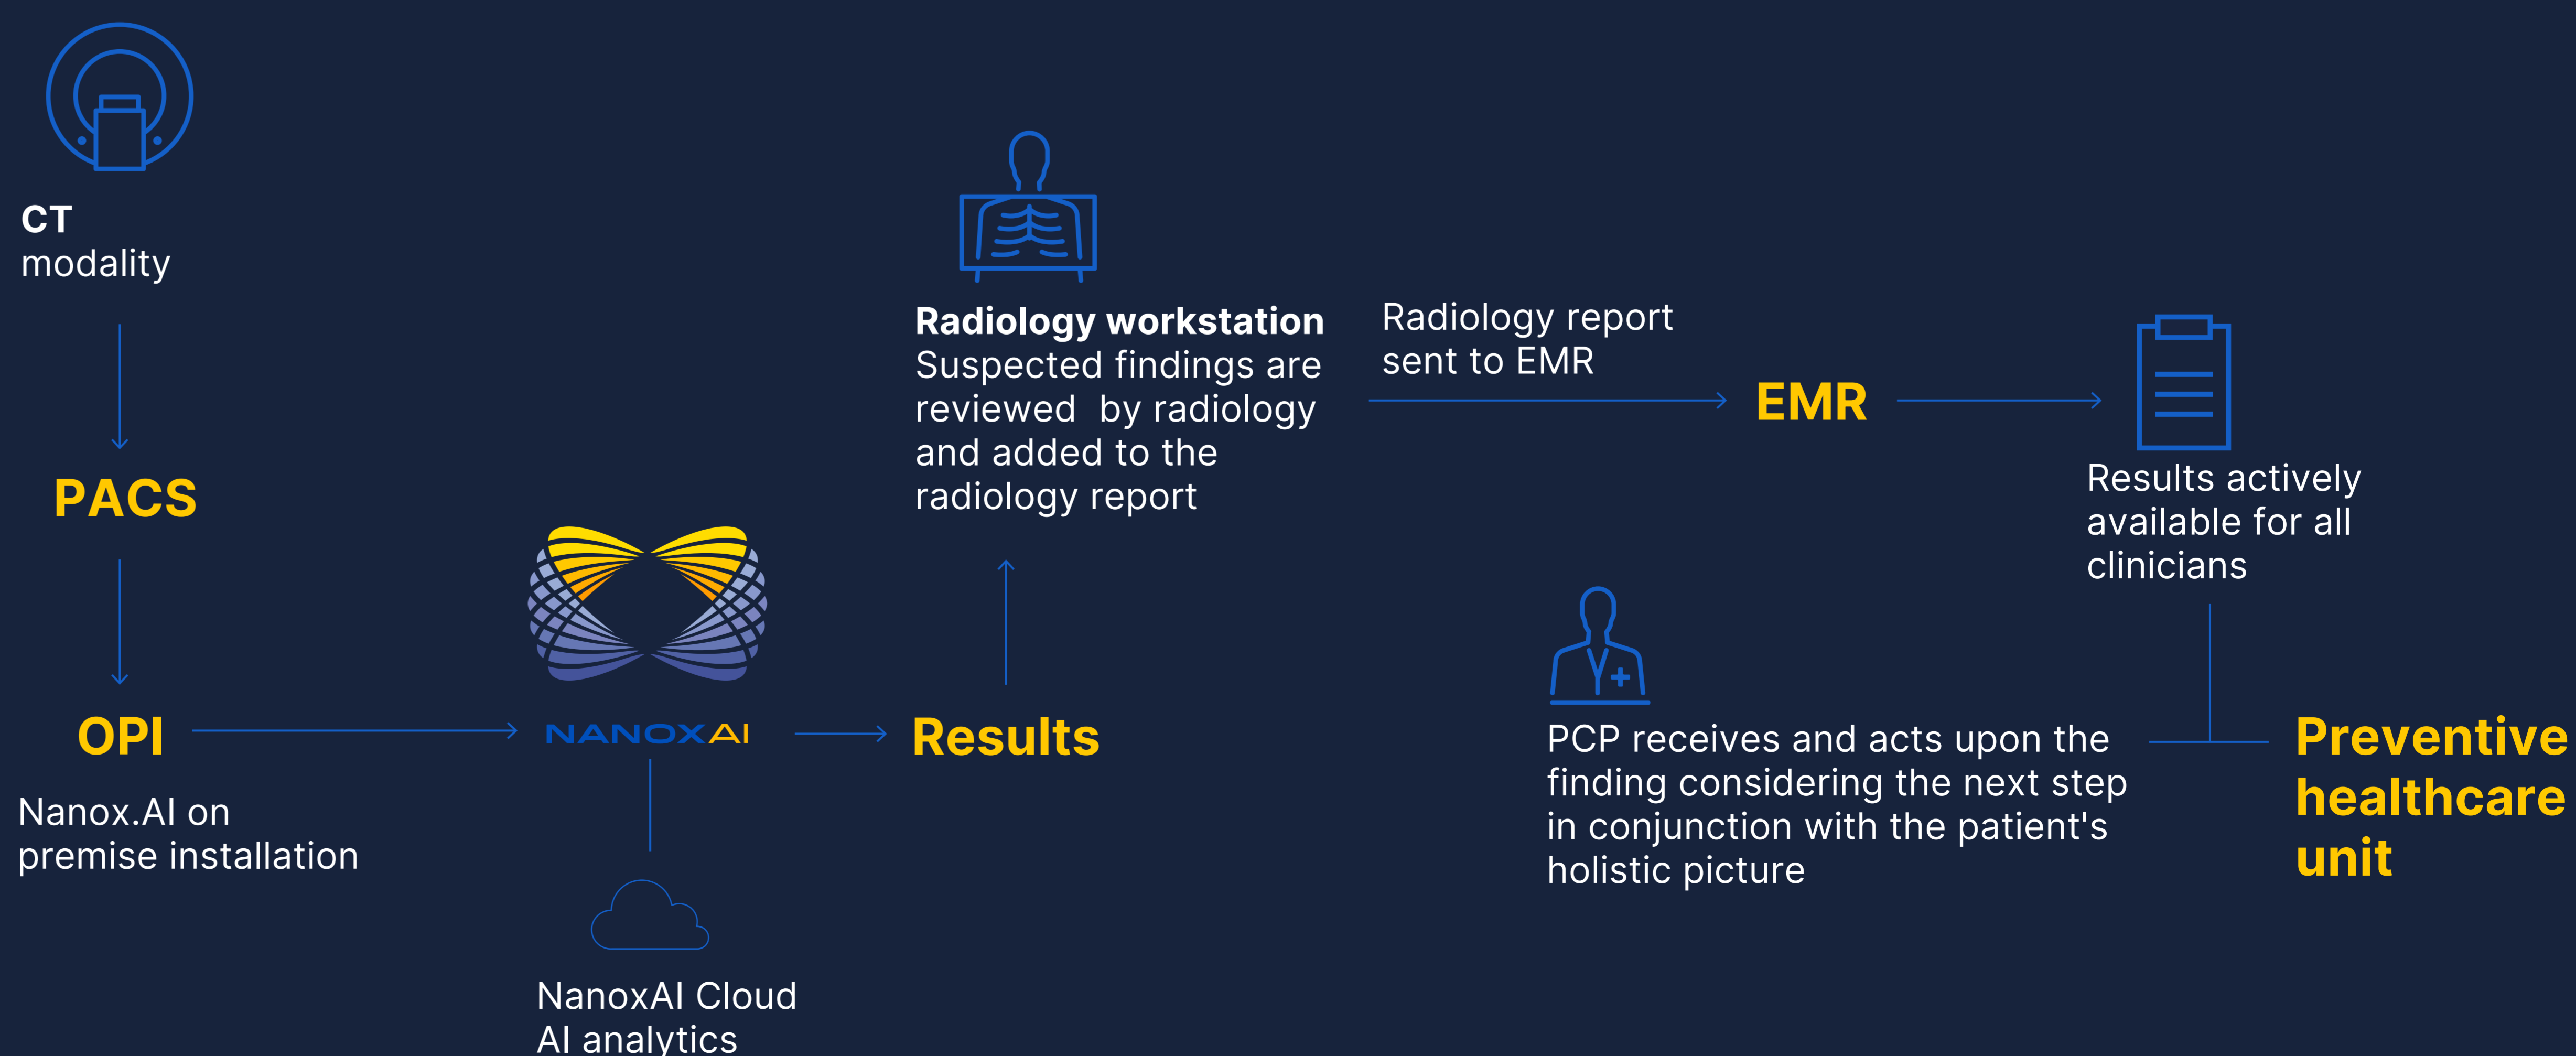 CT
modality
PACS
OPI
Nanox.AI on
premise installation
NANOXAI
NanoxAI Cloud
AI analytics
Results
Radiology workstation
Suspected findings are
reviewed  by radiology
and added to the
radiology report
Radiology report
sent to EMR
EMR
Results actively
available for all
clinicians
PCP receives and acts upon the
finding considering the next step
in conjunction with the patient's
holistic picture
Preventive
healthcare
unit